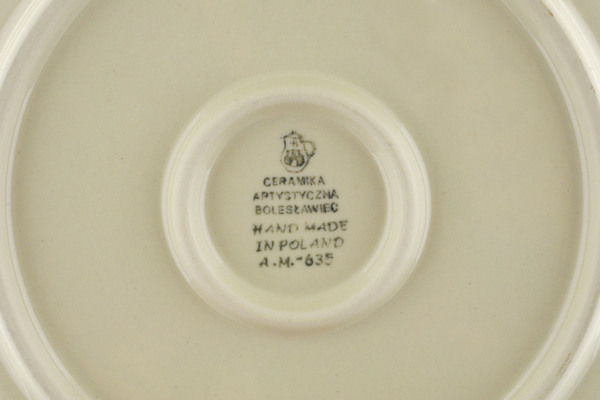 CERAMIKA
ARTYSTYCZNA
BOLESŁAWIEC
HAND MADE
IN POLAND
A.M.-635